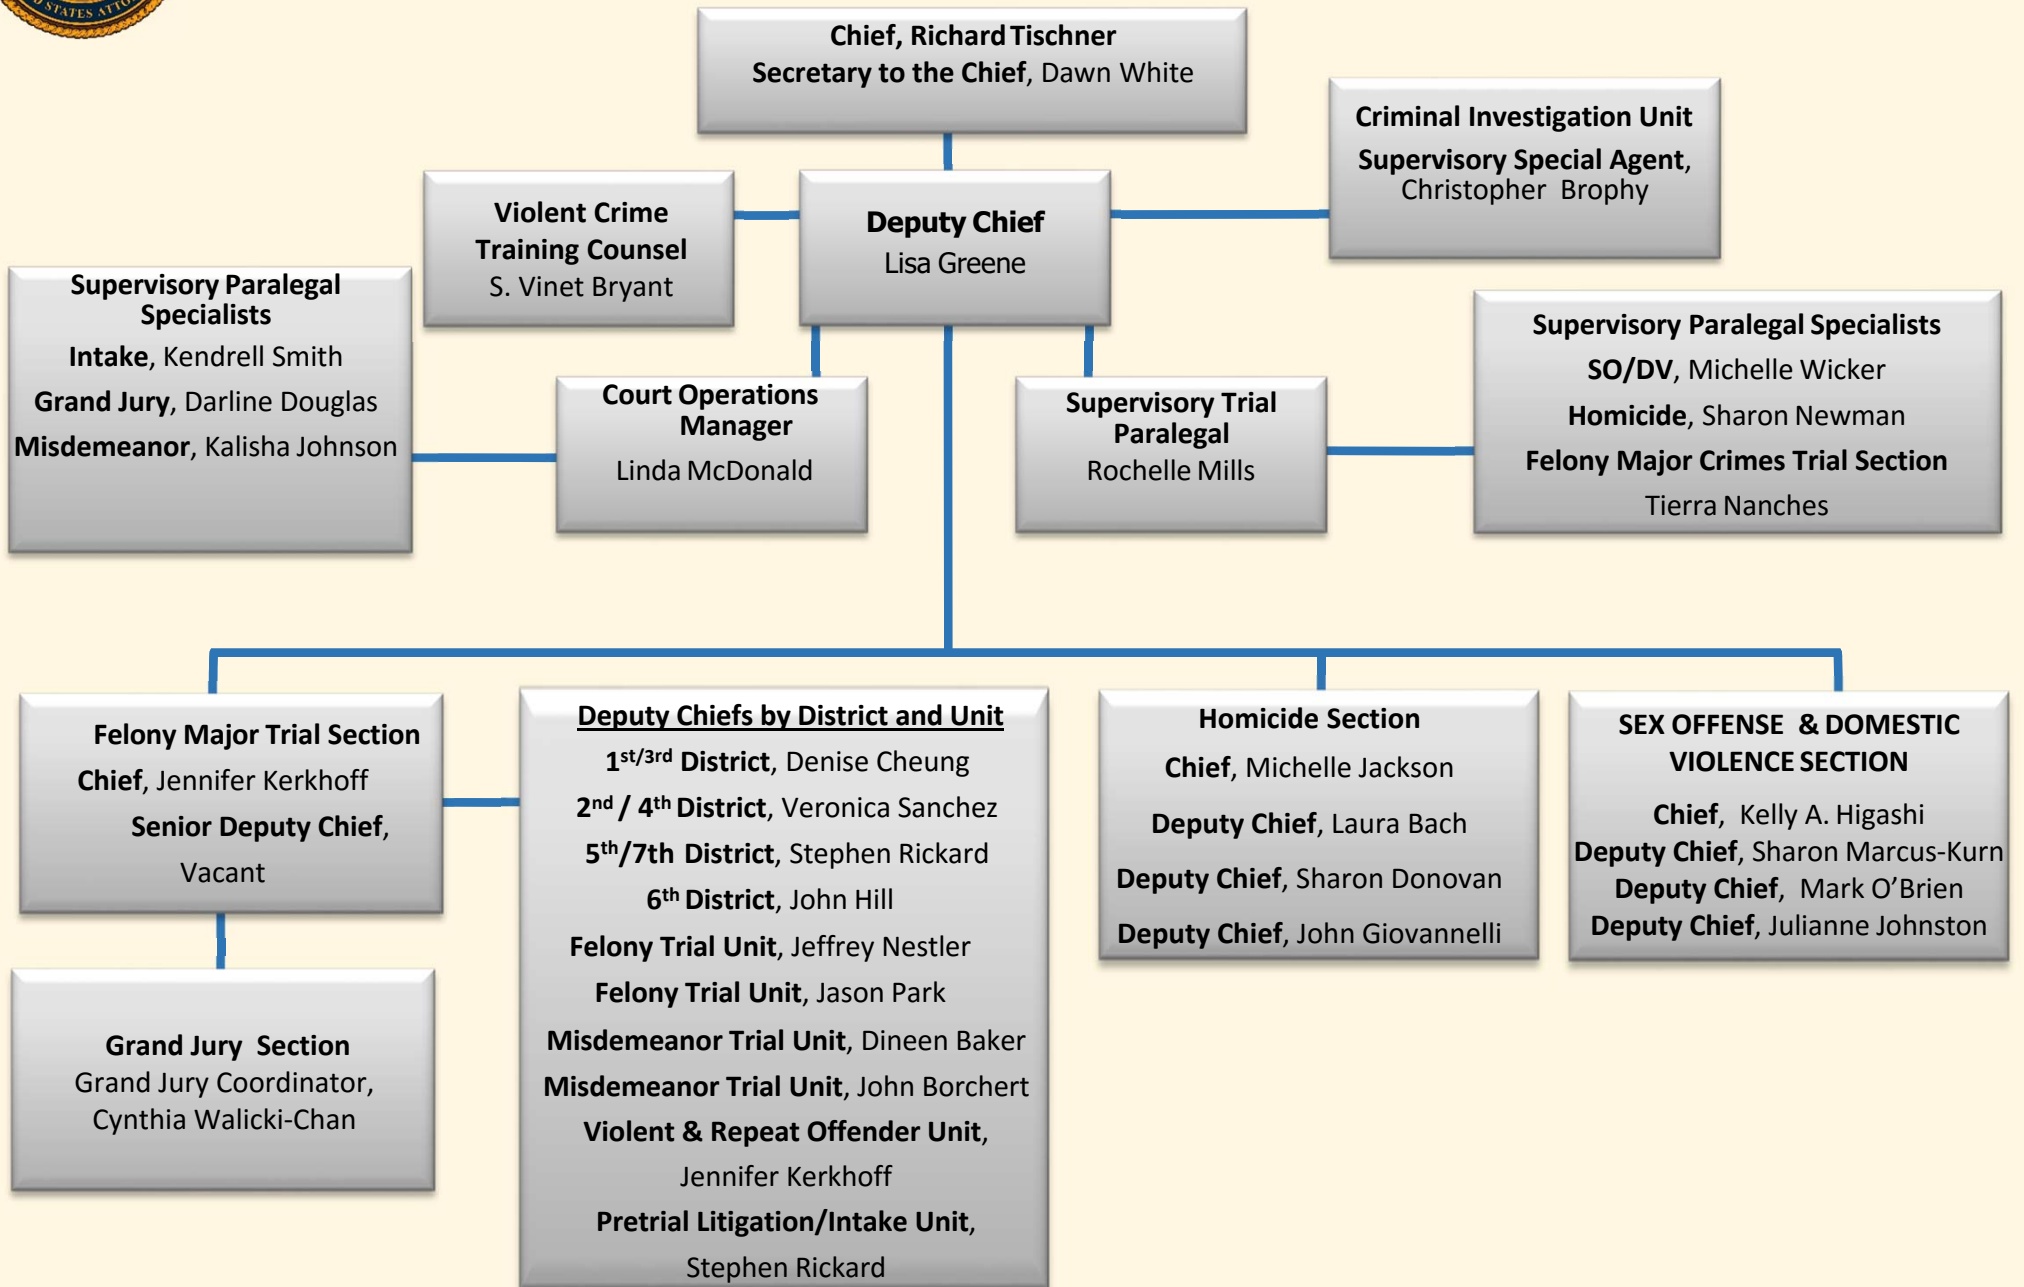 D STATES ATTO
Chief, Richard Tischner
Secretary to the Chief, Dawn White
Criminal Investigation Unit
Supervisory Special Agent,
Christopher Brophy
Violent Crime
Training Counsel
S. Vinet Bryant
Deputy Chief
Lisa Greene
Supervisory Paralegal
Specialists
Intake, Kendrell Smith
Grand Jury, Darline Douglas
Misdemeanor, Kalisha Johnson
Court Operations
Manager
Linda McDonald
Supervisory Trial
Paralegal
Rochelle Mills
Supervisory Paralegal Specialists
SO/DV, Michelle Wicker
Homicide, Sharon Newman
Felony Major Crimes Trial Section
Tierra Nanches
Felony Major Trial Section
Chief, Jennifer Kerkhoff
Senior Deputy Chief,
Vacant
Grand Jury Section
Grand Jury Coordinator,
Cynthia Walicki-Chan
Deputy Chiefs by District and Unit
1st/3rd District, Denise Cheung
2nd / 4th District, Veronica Sanchez
5th/7th District, Stephen Rickard
6th District, John Hill
Felony Trial Unit, Jeffrey Nestler
Felony Trial Unit, Jason Park
Misdemeanor Trial Unit, Dineen Baker
Misdemeanor Trial Unit, John Borchert
Violent & Repeat Offender Unit,
Jennifer Kerkhoff
Pretrial Litigation/Intake Unit,
Stephen Rickard
Homicide Section
Chief, Michelle Jackson
Deputy Chief, Laura Bach
Deputy Chief, Sharon Donovan
Deputy Chief, John Giovannelli
SEX OFFENSE & DOMESTIC
VIOLENCE SECTION
Chief, Kelly A. Higashi
Deputy Chief, Sharon Marcus-Kurn
Deputy Chief, Mark O’Brien
Deputy Chief, Julianne Johnston